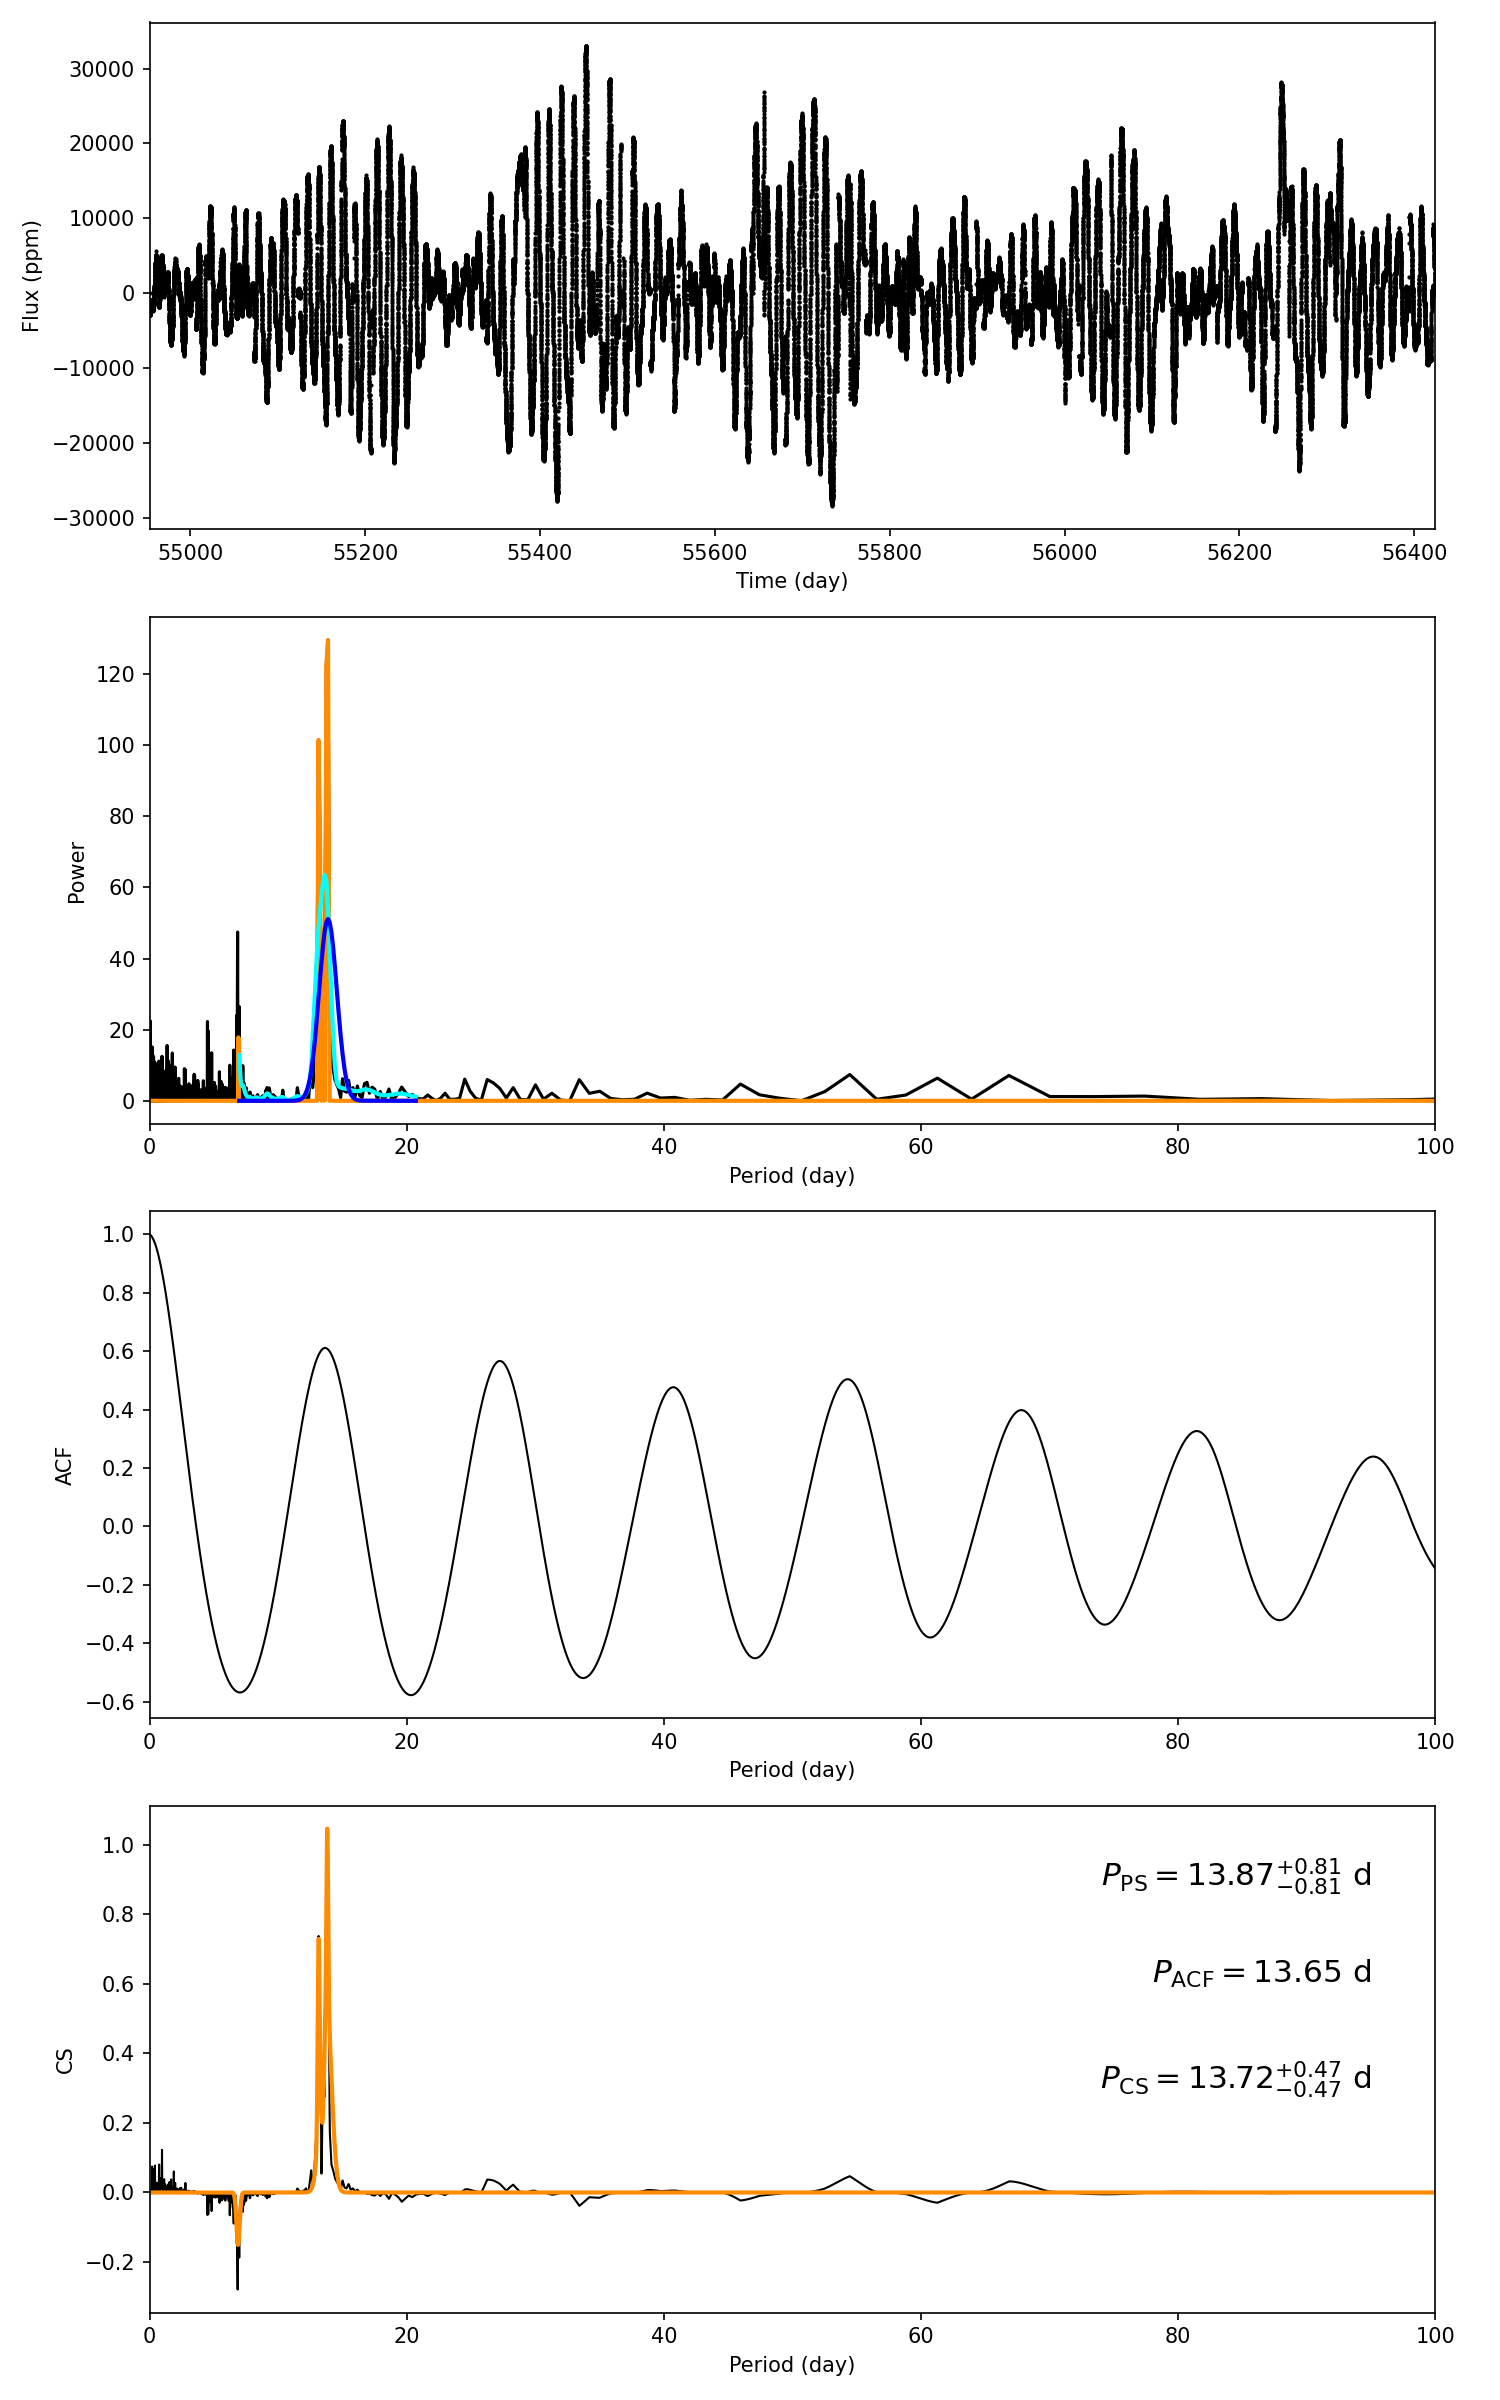 30000
20000
10000
0
−10000
−20000
−30000
Flux (ppm)
55000 55200 55400 55600 55800 56000 56200 56400
Time (day)
120
100
80
60
40
20
0
Power
0 20 40 60 80 100
Period (day)
1.0
0.8
0.6
0.4
0.2
0.0
−0.2
−0.4
−0.6
ACF
0 20 40 60 80 100
Period (day)
1.0
0.8
0.6
0.4
0.2
0.0
−0.2
CS
P_PS = 13.87^{+0.81}_{−0.81} d
P_ACF = 13.65 d
P_CS = 13.72^{+0.47}_{−0.47} d
0 20 40 60 80 100
Period (day)